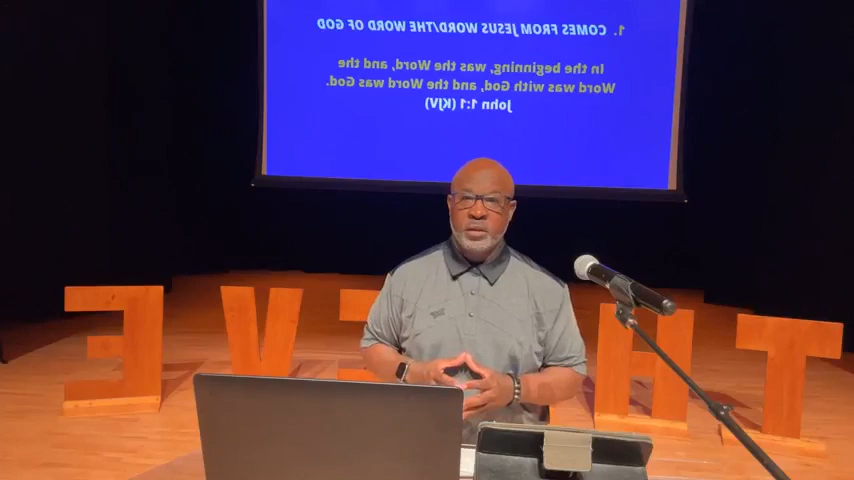 1. COMES FROM JESUS WORD/THE WORD OF GOD
In the beginning, was the Word, and the
Word was with God, and the Word was God.
John 1:1 (KJV)
THRIVE